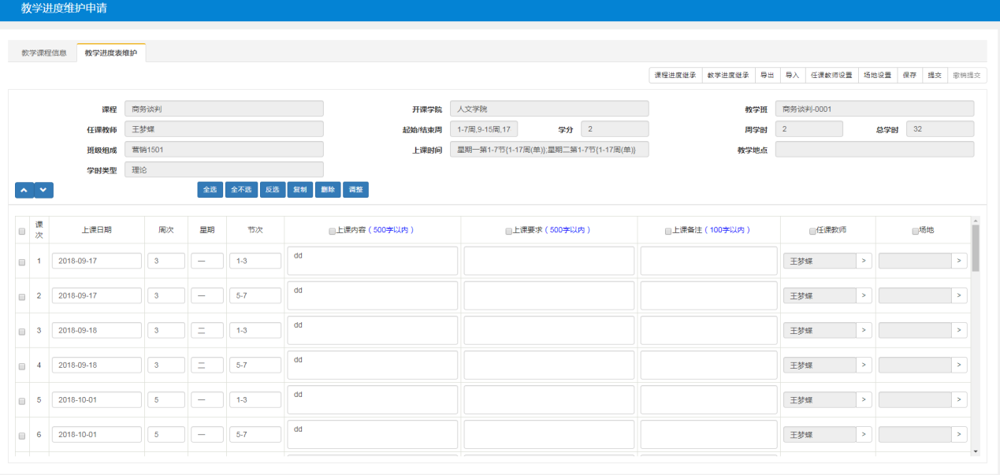 教学进度维护申请
教学课程信息 教学进度表维护
课程进度继承 教学进度继承 导出 导入 任课教师设置 场地设置 保存 提交 撤销提交
课程 商务谈判 开课学院 人文学院 教学班 商务谈判-0001
任课教师 王梦蝶 起始/结束周 1-7周,9-15周,17 学分 2 周学时 2 总学时 32
班级组成 营销1501 上课时间 星期一第1-7节{1-17周(单)};星期二第1-7节{1-17周(单)} 教学地点
学时类型 理论
全选 全不选 反选 复制 删除 调整
课次 上课日期 周次 星期 节次 上课内容(500字以内) 上课要求(500字以内) 上课备注(100字以内) 任课教师 场地
1 2018-09-17 3 一 1-3 dd 王梦蝶 > >
2 2018-09-17 3 一 5-7 dd 王梦蝶 > >
3 2018-09-18 3 二 1-3 dd 王梦蝶 > >
4 2018-09-18 3 二 5-7 dd 王梦蝶 > >
5 2018-10-01 5 一 1-3 dd 王梦蝶 > >
6 2018-10-01 5 一 5-7 dd 王梦蝶 > >